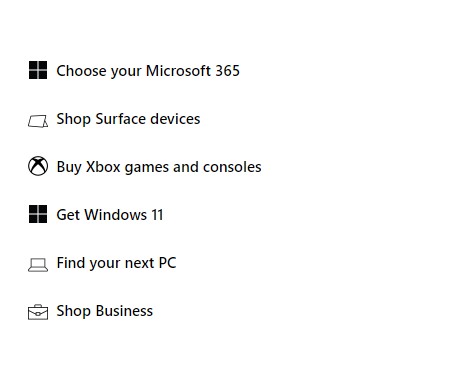 Choose your Microsoft 365
Shop Surface devices
Buy Xbox games and consoles
Get Windows 11
Find your next PC
Shop Business